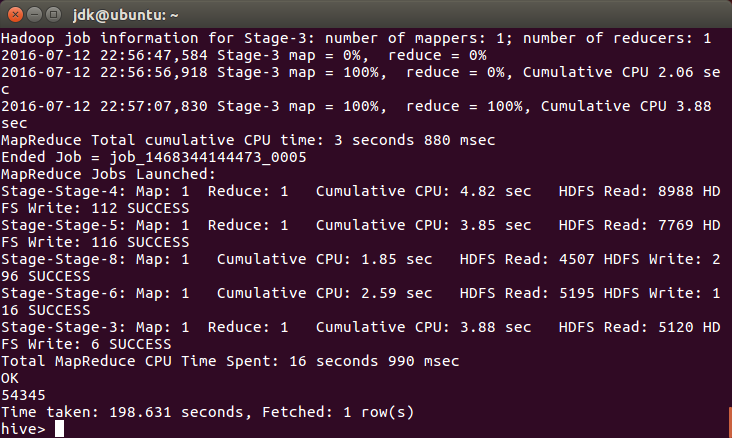 jdk@ubuntu: ~
Hadoop job information for Stage-3: number of mappers: 1; number of reducers: 1
2016-07-12 22:56:47,584 Stage-3 map = 0%,  reduce = 0%
2016-07-12 22:56:56,918 Stage-3 map = 100%,  reduce = 0%, Cumulative CPU 2.06 se
c
2016-07-12 22:57:07,830 Stage-3 map = 100%,  reduce = 100%, Cumulative CPU 3.88
sec
MapReduce Total cumulative CPU time: 3 seconds 880 msec
Ended Job = job_1468344144473_0005
MapReduce Jobs Launched:
Stage-Stage-4: Map: 1  Reduce: 1   Cumulative CPU: 4.82 sec   HDFS Read: 8988 HD
FS Write: 112 SUCCESS
Stage-Stage-5: Map: 1  Reduce: 1   Cumulative CPU: 3.85 sec   HDFS Read: 7769 HD
FS Write: 116 SUCCESS
Stage-Stage-8: Map: 1   Cumulative CPU: 1.85 sec   HDFS Read: 4507 HDFS Write: 2
96 SUCCESS
Stage-Stage-6: Map: 1   Cumulative CPU: 2.59 sec   HDFS Read: 5195 HDFS Write: 1
16 SUCCESS
Stage-Stage-3: Map: 1  Reduce: 1   Cumulative CPU: 3.88 sec   HDFS Read: 5120 HD
FS Write: 6 SUCCESS
Total MapReduce CPU Time Spent: 16 seconds 990 msec
OK
54345
Time taken: 198.631 seconds, Fetched: 1 row(s)
hive>